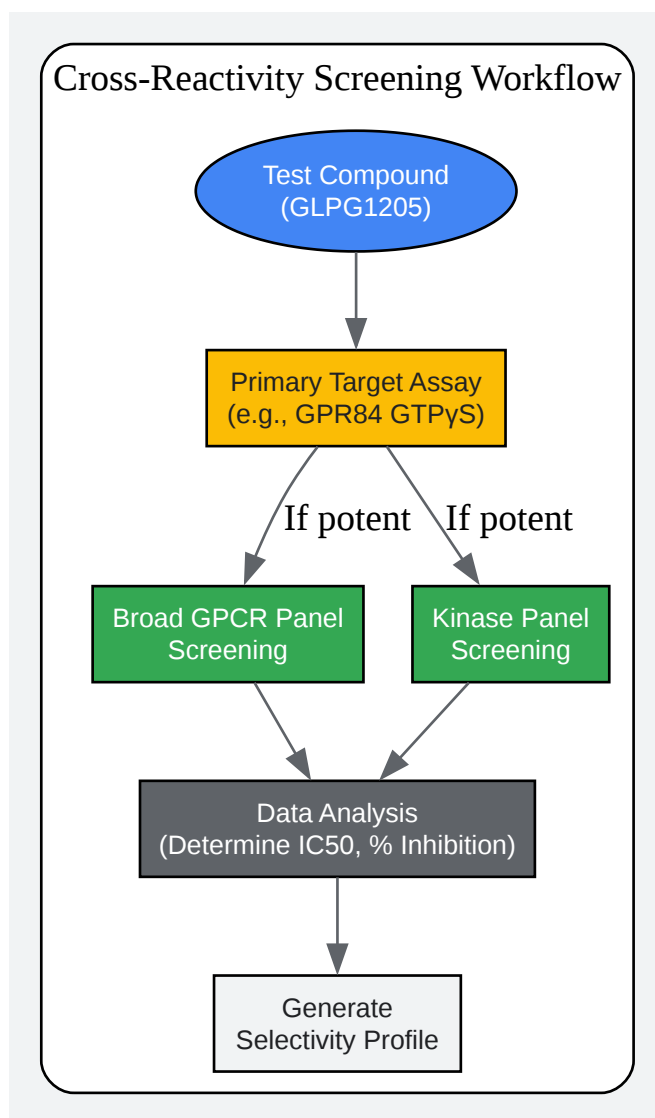 Cross-Reactivity Screening Workflow
Test Compound
(GLPG1205)
Primary Target Assay
(e.g., GPR84 GTPγS)
If potent
If potent
Broad GPCR Panel
Screening
Kinase Panel
Screening
Data Analysis
(Determine IC50, % Inhibition)
Generate
Selectivity Profile